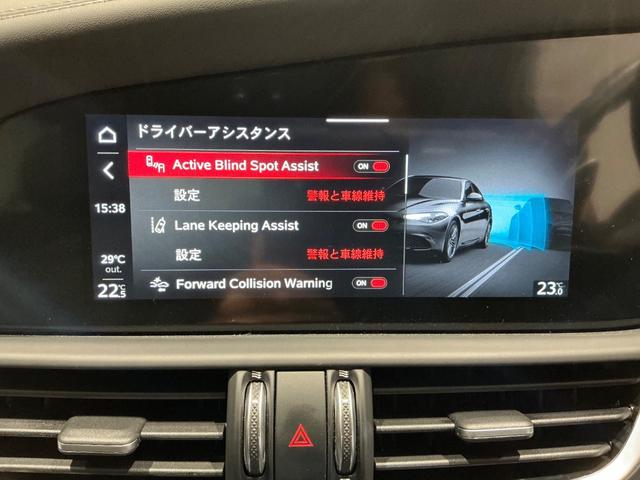 ドライバーアシスタンス
Active Blind Spot Assist ON
設定 警報と車線維持
15:38
Lane Keeping Assist ON
設定 警報と車線維持
29°C
out.
Forward Collision Warning ON
22.5°C
23.0°C